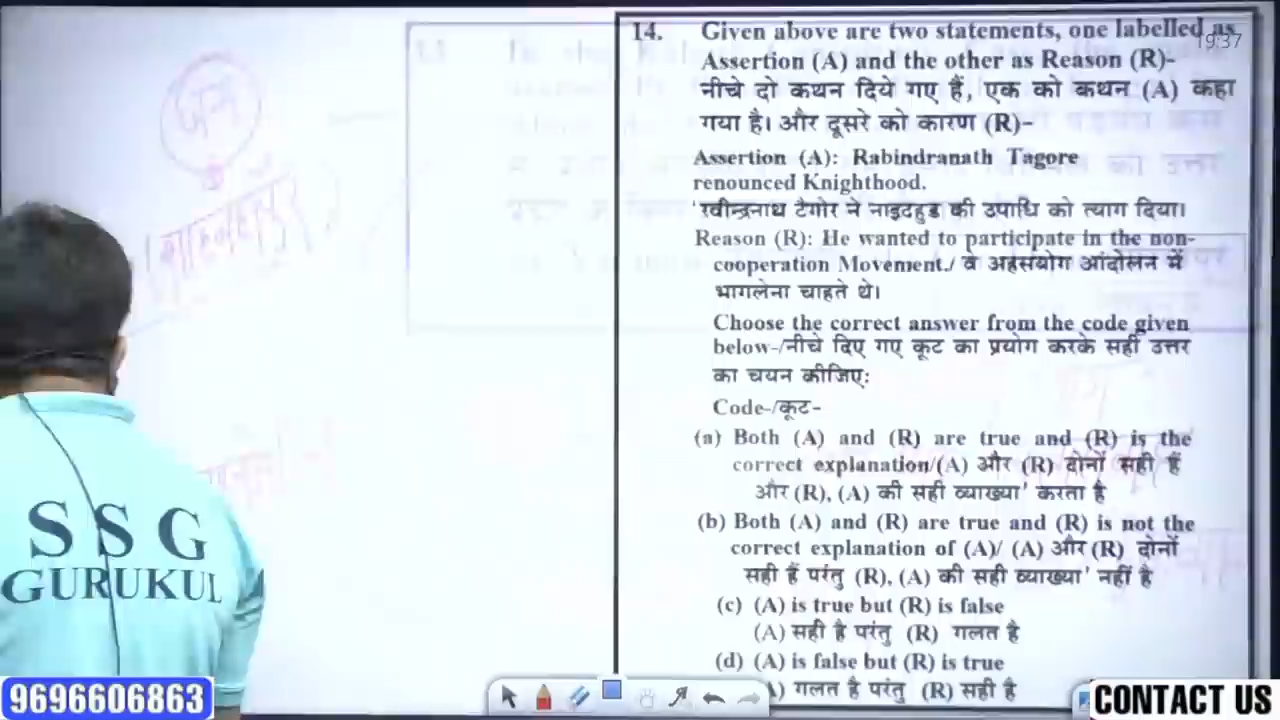 14. Given above are two statements, one labelled as
19:37
Assertion (A) and the other as Reason (R)-
नीचे दो कथन दिये गए हैं, एक को कथन (A) कहा
गया है। और दूसरे को कारण (R)-
Assertion (A): Rabindranath Tagore
renounced Knighthood.
'रवीन्द्रनाथ टैगोर ने नाइटहुड की उपाधि को त्याग दिया।
Reason (R): He wanted to participate in the non-
cooperation Movement./ वे अहसयोग आंदोलन में
भागलेना चाहते थे।
Choose the correct answer from the code given
below-/नीचे दिए गए कूट का प्रयोग करके सही उत्तर
का चयन कीजिए:
Code-/कूट-
(a) Both (A) and (R) are true and (R) is the
correct explanation/(A) और (R) दोनों सही हैं
और (R), (A) की सही व्याख्या' करता है
(b) Both (A) and (R) are true and (R) is not the
correct explanation of (A)/ (A) और (R) दोनों
सही हैं परंतु (R), (A) की सही व्याख्या' नहीं है
(c) (A) is true but (R) is false
(A) सही है परंतु (R) गलत है
(d) (A) is false but (R) is true
गलत है परंतु (R) सही है
SSG
GURUKUL
9696606863
CONTACT US